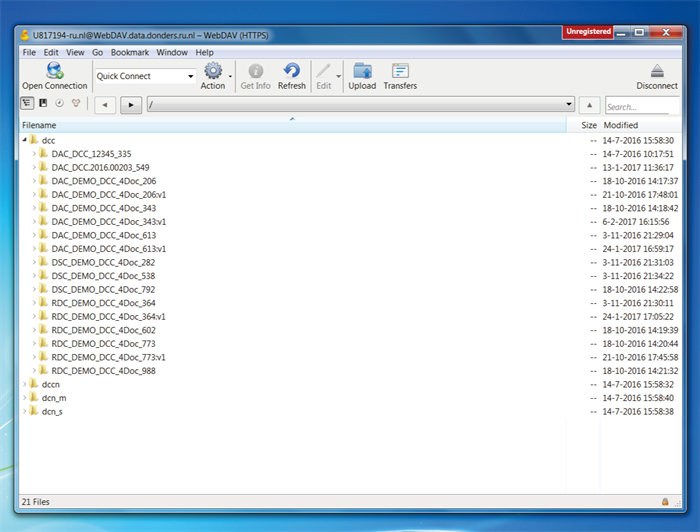 U817194-ru.nl@WebDAV.data.donders.ru.nl – WebDAV (HTTPS)
Unregistered
File Edit View Go Bookmark Window Help
Open Connection Quick Connect Action Get Info Refresh Edit Upload Transfers Disconnect
/ Search...
Filename Size Modified
dcc -- 14-7-2016 15:58:30
DAC_DCC_12345_335 -- 14-7-2016 10:17:51
DAC_DCC.2016.00203_549 -- 13-1-2017 11:36:17
DAC_DEMO_DCC_4Doc_206 -- 18-10-2016 14:17:37
DAC_DEMO_DCC_4Doc_206:v1 -- 21-10-2016 17:48:01
DAC_DEMO_DCC_4Doc_343 -- 18-10-2016 14:18:42
DAC_DEMO_DCC_4Doc_343:v1 -- 6-2-2017 16:15:56
DAC_DEMO_DCC_4Doc_613 -- 3-11-2016 21:29:04
DAC_DEMO_DCC_4Doc_613:v1 -- 24-1-2017 16:59:17
DSC_DEMO_DCC_4Doc_282 -- 3-11-2016 21:31:03
DSC_DEMO_DCC_4Doc_538 -- 3-11-2016 21:34:22
DSC_DEMO_DCC_4Doc_792 -- 18-10-2016 14:22:58
RDC_DEMO_DCC_4Doc_364 -- 3-11-2016 21:30:11
RDC_DEMO_DCC_4Doc_364:v1 -- 24-1-2017 17:05:22
RDC_DEMO_DCC_4Doc_602 -- 18-10-2016 14:19:39
RDC_DEMO_DCC_4Doc_773 -- 18-10-2016 14:20:44
RDC_DEMO_DCC_4Doc_773:v1 -- 21-10-2016 17:45:58
RDC_DEMO_DCC_4Doc_988 -- 18-10-2016 14:21:32
dccn -- 14-7-2016 15:58:32
dcn_m -- 14-7-2016 15:58:40
dcn_s -- 14-7-2016 15:58:38
21 Files